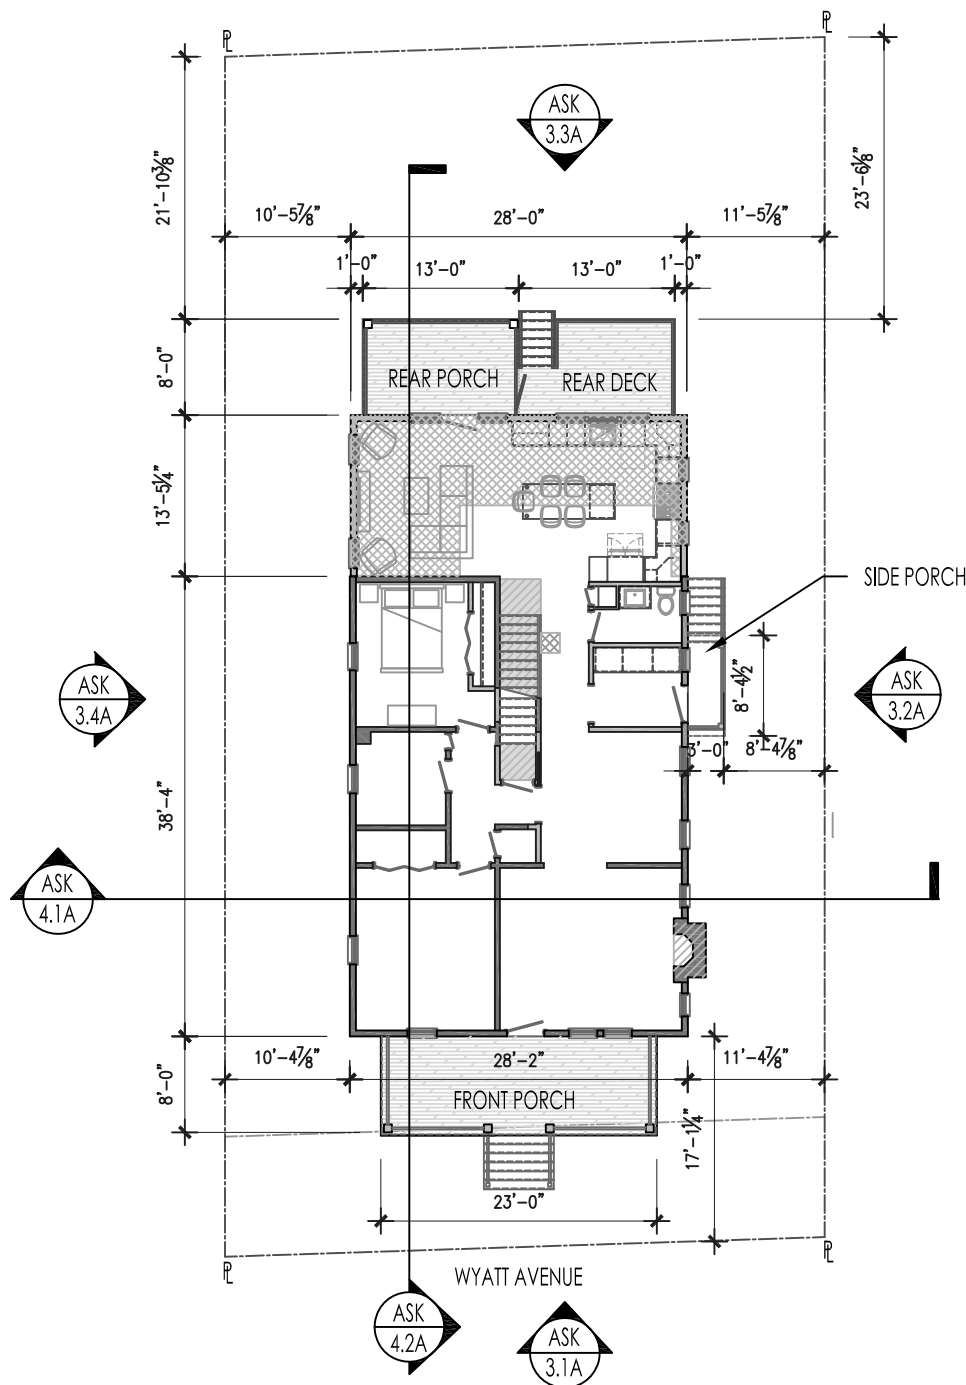 PL
PL
ASK
3.3A
21'-10⅜"
23'-6⅛"
10'-5⅞"
28'-0"
11'-5⅞"
1'-0"
13'-0"
13'-0"
1'-0"
8'-0"
REAR PORCH
REAR DECK
13'-5¼"
SIDE PORCH
ASK
3.4A
8'-4½"
ASK
3.2A
3'-0"
8'-4⅞"
38'-4"
ASK
4.1A
10'-4⅞"
28'-2"
11'-4⅞"
8'-0"
FRONT PORCH
17'-1¼"
23'-0"
PL
PL
WYATT AVENUE
ASK
4.2A
ASK
3.1A